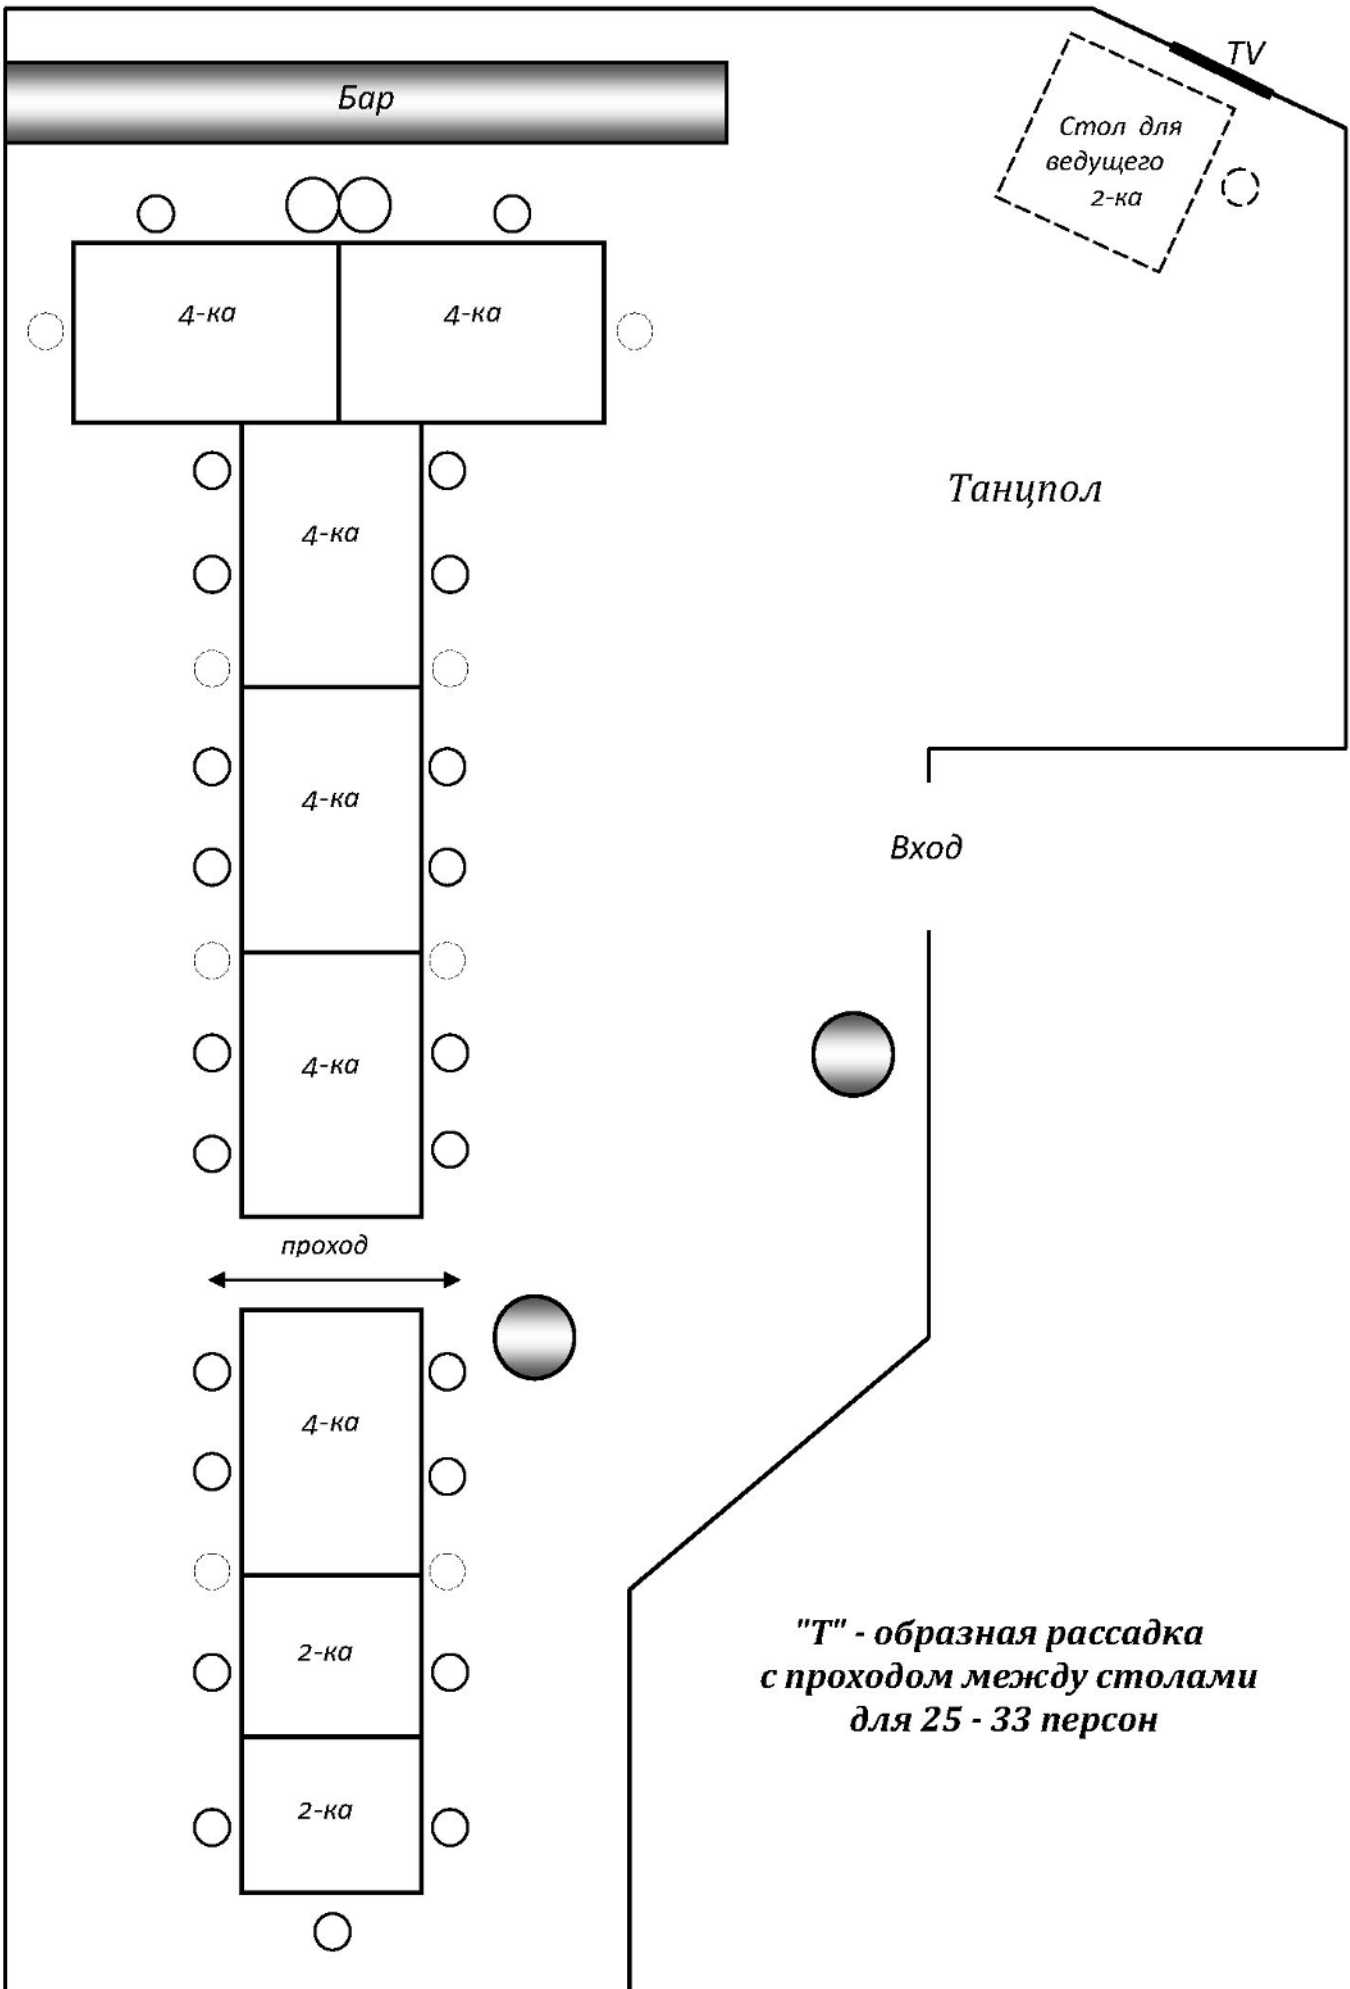 TV
Бар
Стол для
ведущего
2-ка
4-ка
4-ка
Танцпол
4-ка
4-ка
Вход
4-ка
проход
4-ка
2-ка
"Т" - образная рассадка
с проходом между столами
для 25 - 33 персон
2-ка